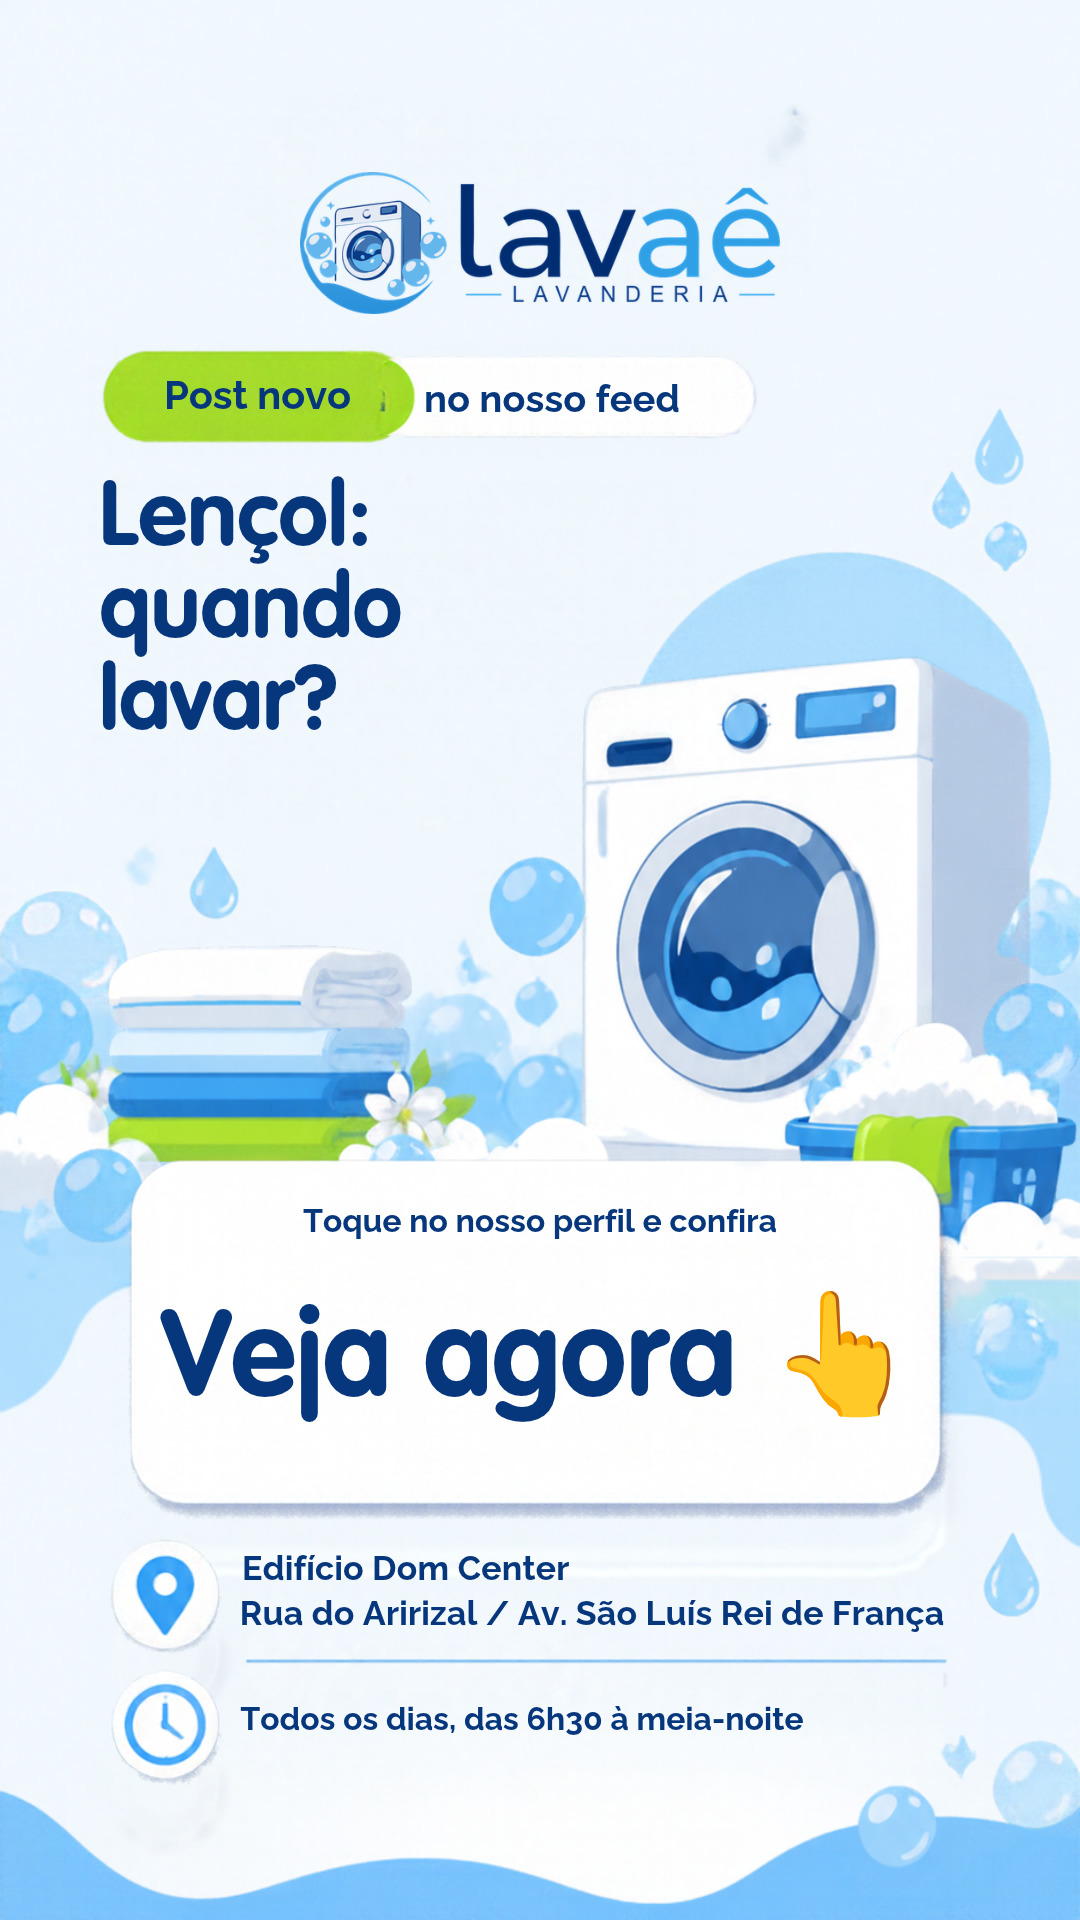 lavaê
LAVANDERIA
Post novo no nosso feed
Lençol:
quando
lavar?
Toque no nosso perfil e confira
Veja agora
Edifício Dom Center
Rua do Aririzal / Av. São Luís Rei de França
Todos os dias, das 6h30 à meia-noite